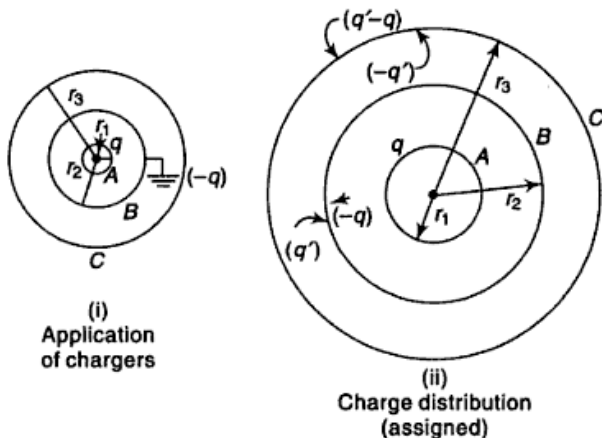 r3
r1
q
r2
A
B
(-q)
C
(i)
Application
of chargers
(q'-q)
(-q')
r3
C
B
q
A
r2
(-q)
r1
(q')
(ii)
Charge distribution
(assigned)